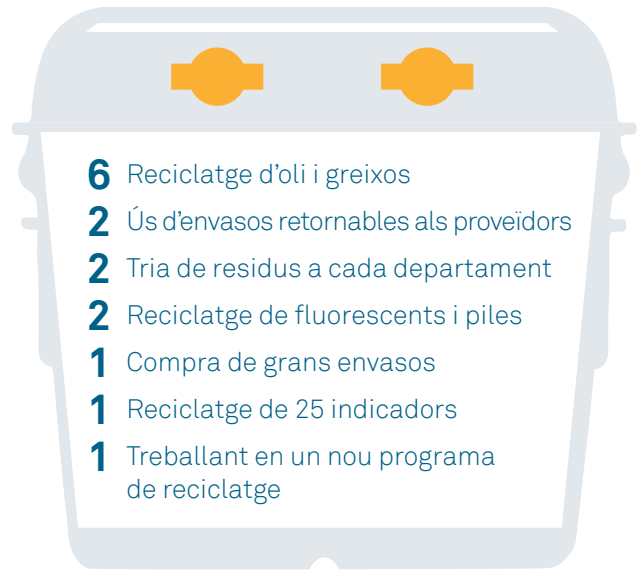 6 Reciclatge d'oli i greixos
2 Ús d'envasos retornables als proveïdors
2 Tria de residus a cada departament
2 Reciclatge de fluorescents i piles
1 Compra de grans envasos
1 Reciclatge de 25 indicadors
1 Treballant en un nou programa
de reciclatge